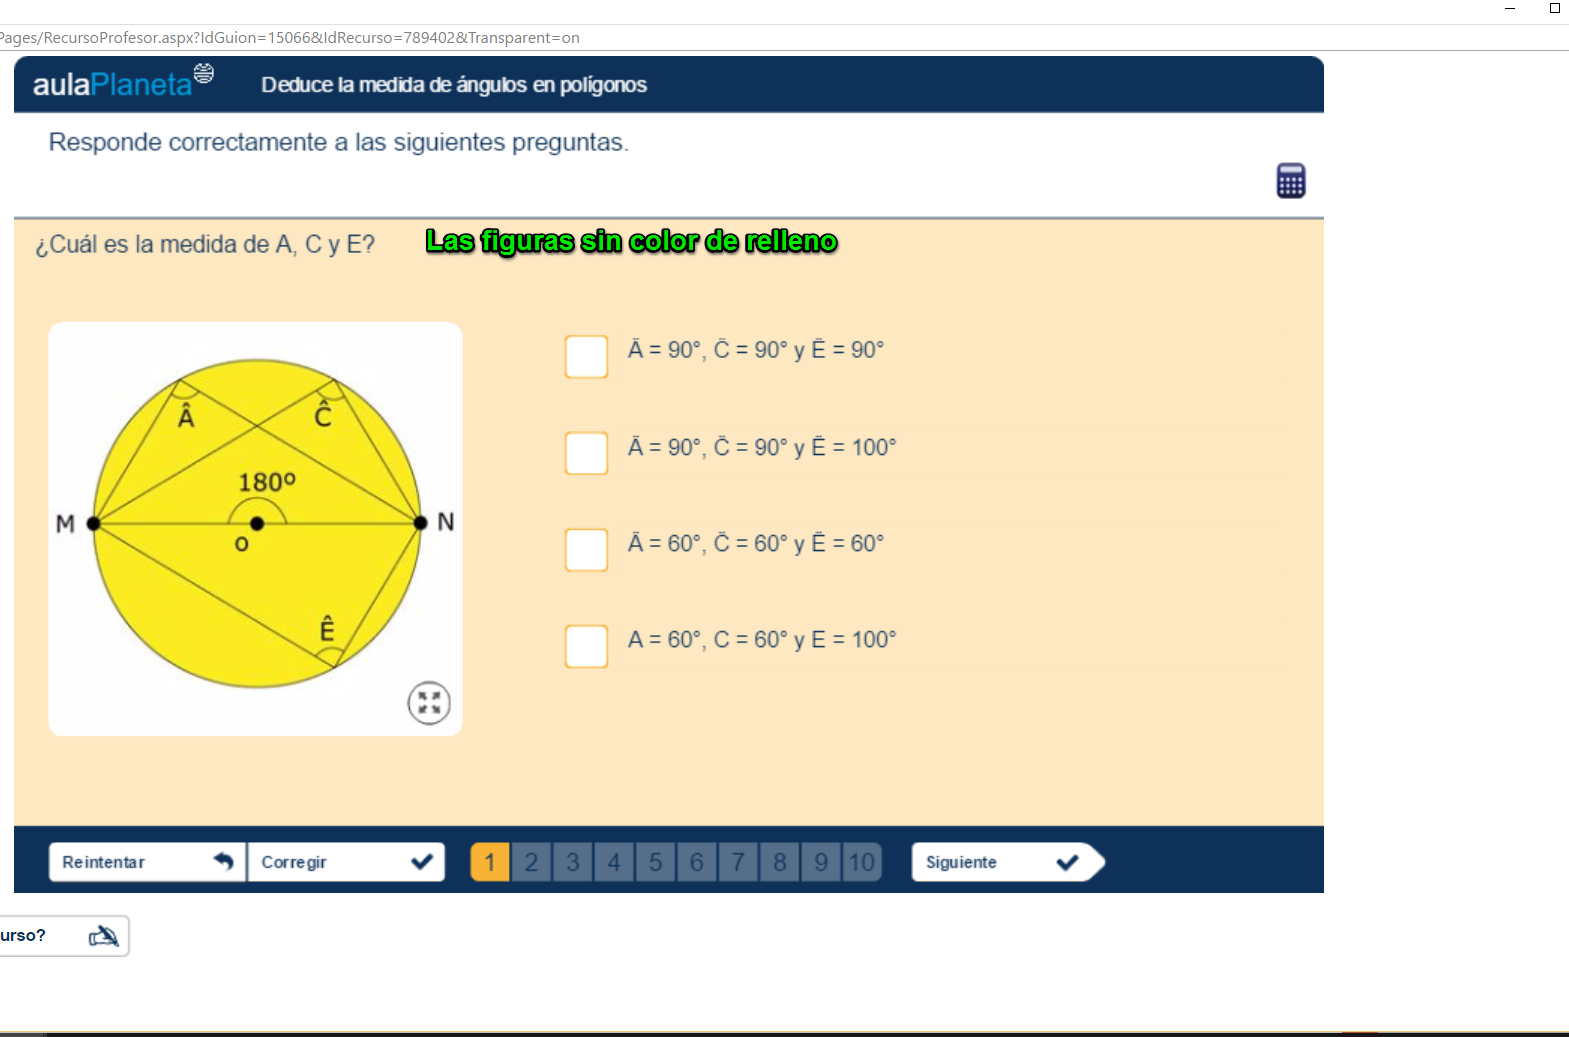 Pages/RecursoProfesor.aspx?IdGuion=15066&IdRecurso=789402&Transparent=on
aulaPlaneta Deduce la medida de ángulos en polígonos
Responde correctamente a las siguientes preguntas.
¿Cuál es la medida de A, C y E? Las figuras sin color de relleno
Â = 90°, Ĉ = 90° y Ê = 90°
Â = 90°, Ĉ = 90° y Ê = 100°
Â = 60°, Ĉ = 60° y Ê = 60°
A = 60°, C = 60° y E = 100°
Â Ĉ
180º
M N
o
Ê
Reintentar Corregir 1 2 3 4 5 6 7 8 9 10 Siguiente
urso?